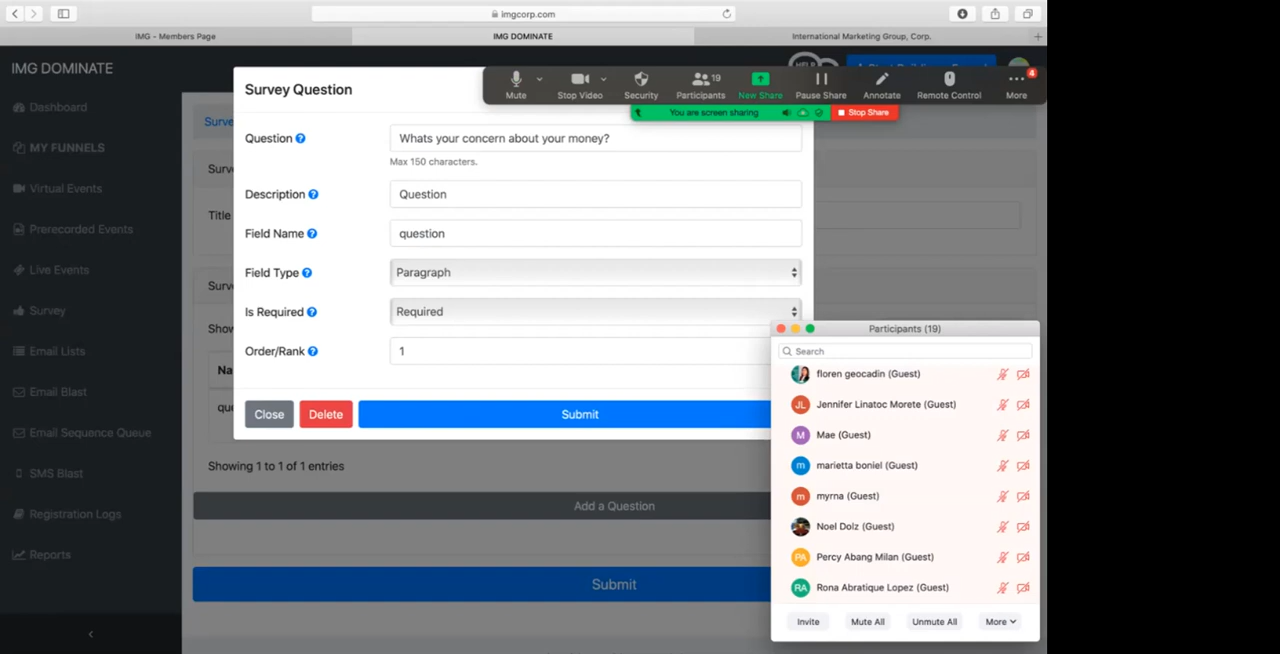 imgcorp.com
IMG - Members Page
IMG DOMINATE
International Marketing Group, Corp.
IMG DOMINATE
Dashboard
MY FUNNELS
Virtual Events
Prerecorded Events
Live Events
Survey
Email Lists
Email Blast
Email Sequence Queue
SMS Blast
Registration Logs
Reports
Mute
Stop Video
Security
Participants 19
New Share
Pause Share
Annotate
Remote Control
More 4
You are screen sharing
Stop Share
Survey Question
Question
Whats your concern about your money?
Max 150 characters.
Description
Question
Field Name
question
Field Type
Paragraph
Is Required
Required
Order/Rank
1
Close
Delete
Submit
Title
Showing 1 to 1 of 1 entries
Add a Question
Submit
Participants (19)
Search
floren geocadin (Guest)
JL Jennifer Linatoc Morete (Guest)
M Mae (Guest)
m marietta boniel (Guest)
m myrna (Guest)
Noel Dolz (Guest)
PA Percy Abang Milan (Guest)
RA Rona Abratique Lopez (Guest)
Invite
Mute All
Unmute All
More